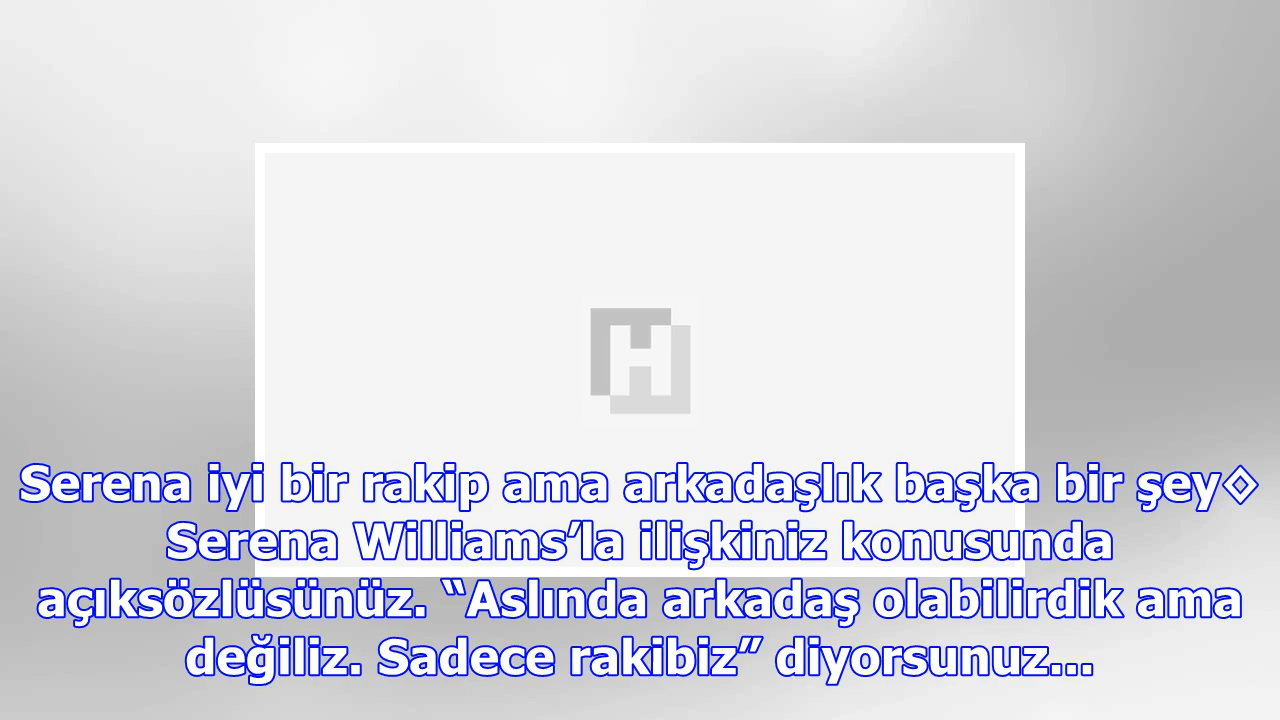 Serena iyi bir rakip ama arkadaşlık başka bir şey◊
Serena Williams’la ilişkiniz konusunda
açıksözlüsünüz. “Aslında arkadaş olabilirdik ama
değiliz. Sadece rakibiz” diyorsunuz...
H